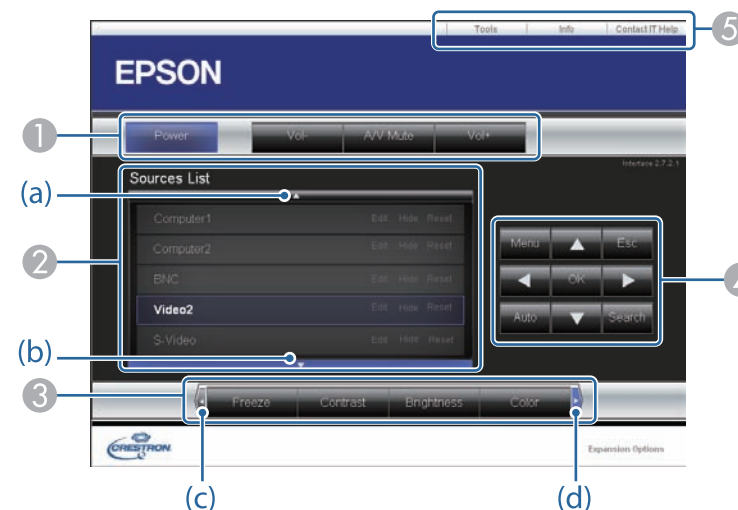 Tools Info Contact IT Help
5
EPSON
1
Power Vol- A/V Mute Vol+
Interface 2.7.2.1
Sources List
(a)
Computer1 Edit Hide Reset
Computer2 Edit Hide Reset
2
BNC Edit Hide Reset
Video2 Edit Hide Reset
S-Video Edit Hide Reset
(b)
Menu Esc
OK
Auto Search
3
Freeze Contrast Brightness Color
CRESTRON
Expansion Options
(c) (d)